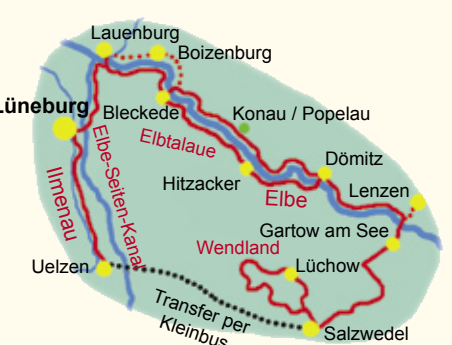 Lauenburg
Boizenburg
Lüneburg
Bleckede
Konau / Popelau
Elbtalaue
Elbe-Seiten-Kanal
Ilmenau
Dömitz
Hitzacker
Lenzen
Elbe
Gartow am See
Wendland
Uelzen
Lüchow
Transfer per
Kleinbus
Salzwedel